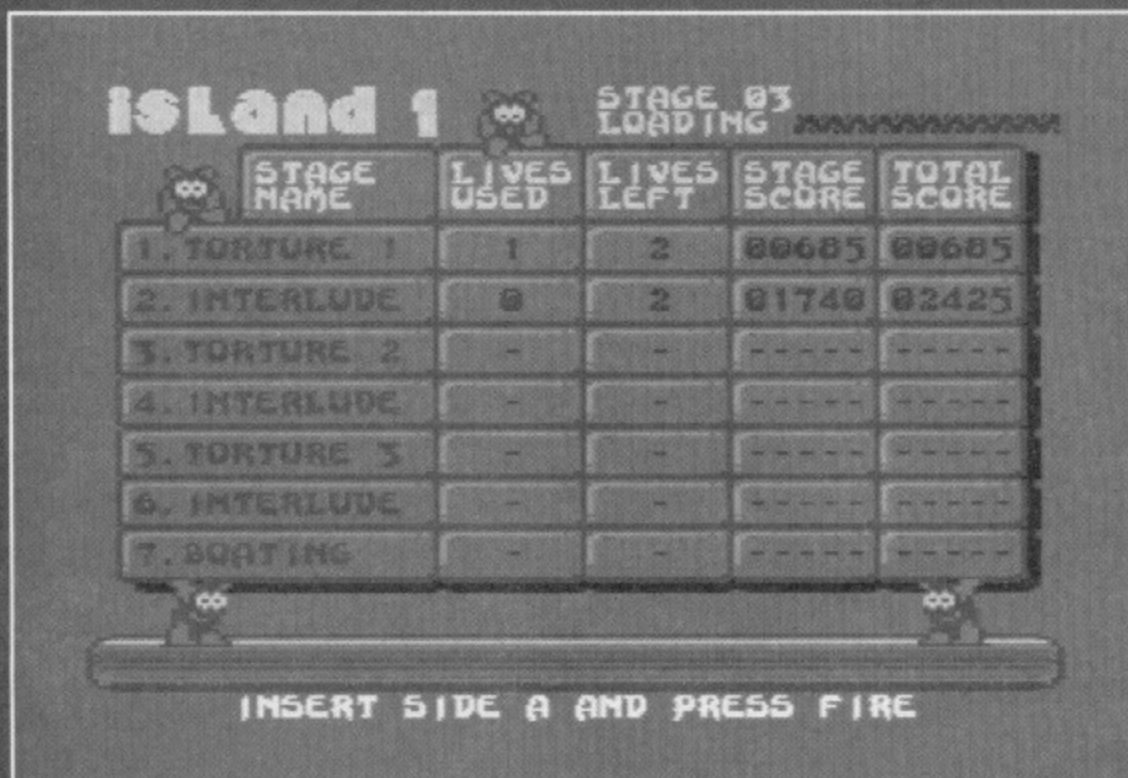 island 1
STAGE 03
LOADING
STAGE NAME LIVES USED LIVES LEFT STAGE SCORE TOTAL SCORE
1. TORTURE 1 1 2 00685 00685
2. INTERLUDE 0 2 01740 02425
3. TORTURE 2 - - ----- -----
4. INTERLUDE - - ----- -----
5. TORTURE 3 - - ----- -----
6. INTERLUDE - - ----- -----
7. BOATING - - ----- -----
INSERT SIDE A AND PRESS FIRE